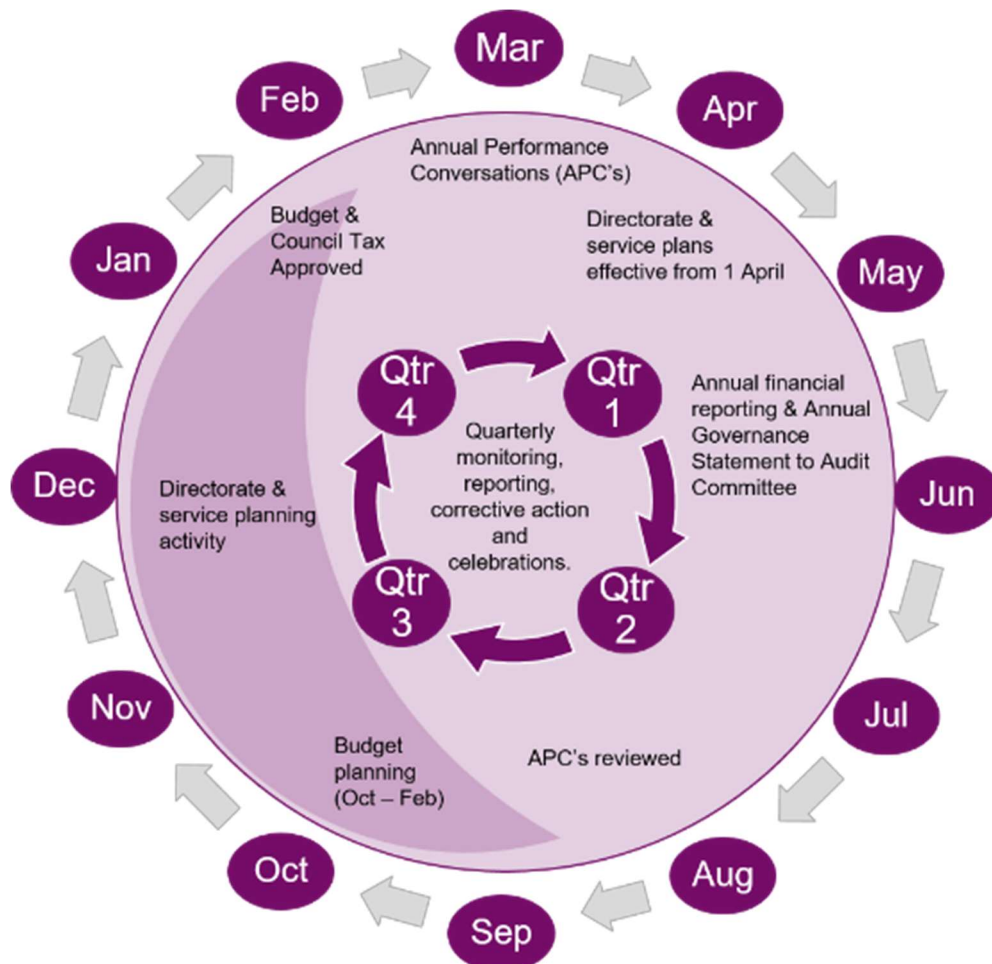 Mar
Feb
Apr
Annual Performance
Conversations (APC's)
Budget &
Council Tax
Approved
Directorate &
service plans
effective from 1 April
Jan
May
Qtr
4
Qtr
1
Annual financial
reporting & Annual
Governance
Statement to Audit
Committee
Quarterly
monitoring,
reporting,
corrective action
and
celebrations.
Dec
Directorate &
service planning
activity
Jun
Qtr
3
Qtr
2
Nov
Jul
Budget
planning
(Oct – Feb)
APC's reviewed
Oct
Aug
Sep